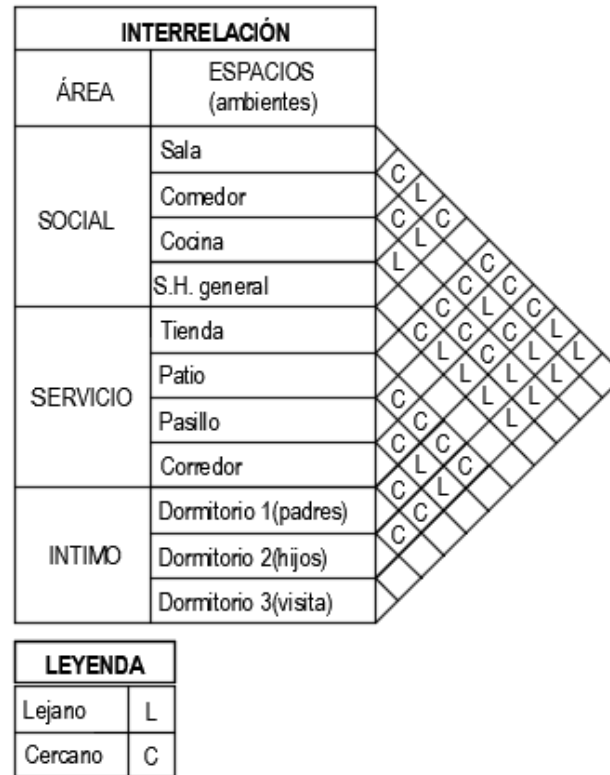 INTERRELACIÓN
ÁREA
ESPACIOS
(ambientes)
SOCIAL
Sala
Comedor
Cocina
S.H. general
SERVICIO
Tienda
Patio
Pasillo
Corredor
INTIMO
Dormitorio 1(padres)
Dormitorio 2(hijos)
Dormitorio 3(visita)
C
L
C C
L
L C
C C
C L C
C C C L
L C L L
L L L
C L L
C L
C C
L C
C L
C
C
LEYENDA
Lejano L
Cercano C